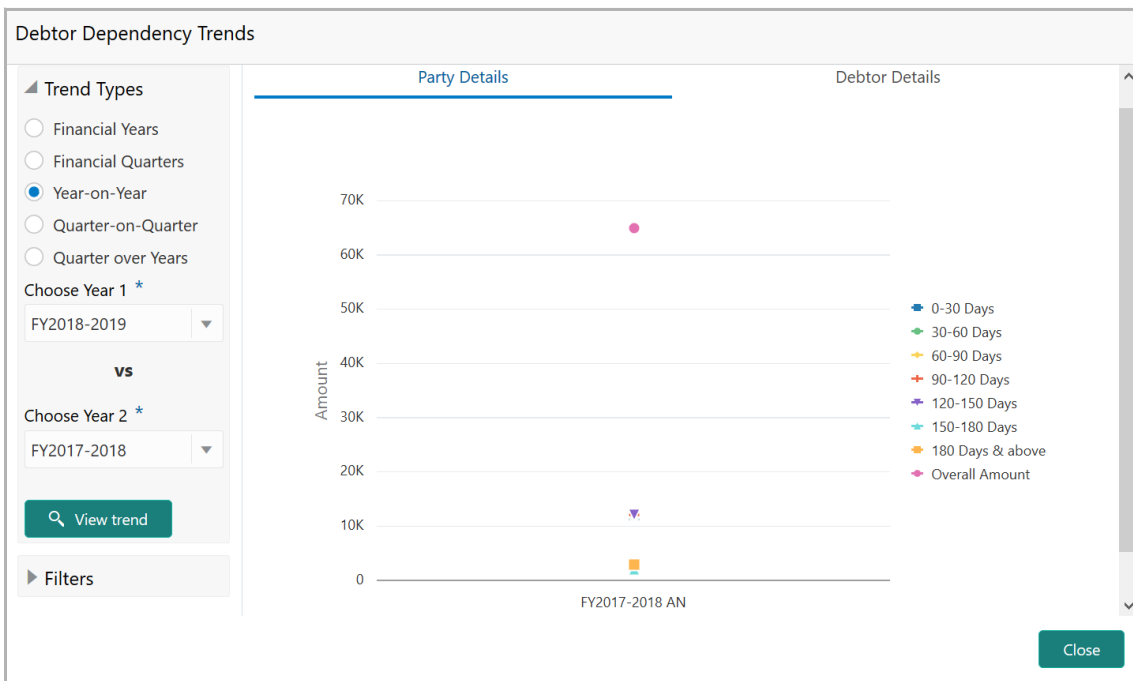 Debtor Dependency Trends
Trend Types
Financial Years
Financial Quarters
Year-on-Year
Quarter-on-Quarter
Quarter over Years
Choose Year 1 *
FY2018-2019
vs
Choose Year 2 *
FY2017-2018
View trend
Filters
Party Details
Debtor Details
Amount
70K
60K
50K
40K
30K
20K
10K
0
FY2017-2018 AN
0-30 Days
30-60 Days
60-90 Days
90-120 Days
120-150 Days
150-180 Days
180 Days & above
Overall Amount
Close